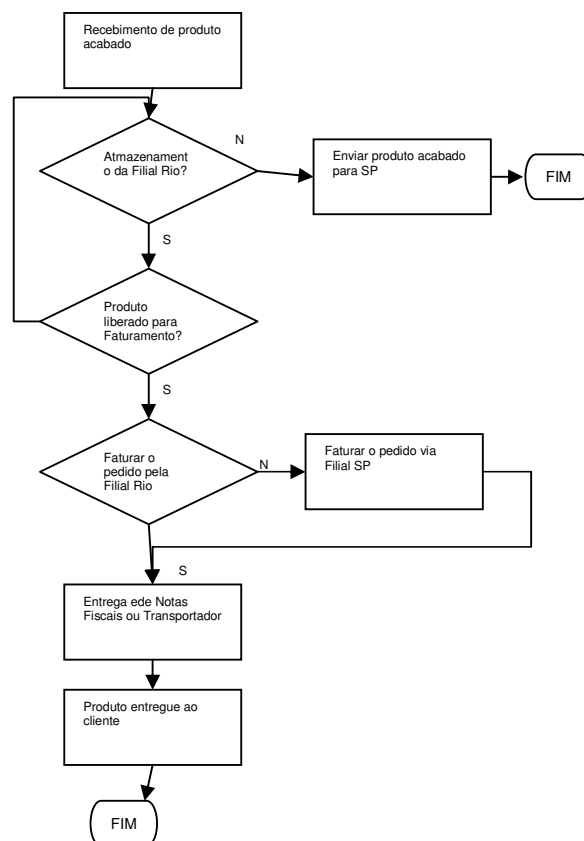 Recebimento de produto
acabado
N
Atmazenament
o da Filial Rio?
Enviar produto acabado
para SP
FIM
S
Produto
liberado para
Faturamento?
S
Faturar o
pedido pela
Filial Rio
N
Faturar o pedido via
Filial SP
S
Entrega ede Notas
Fiscais ou Transportador
Produto entregue ao
cliente
FIM